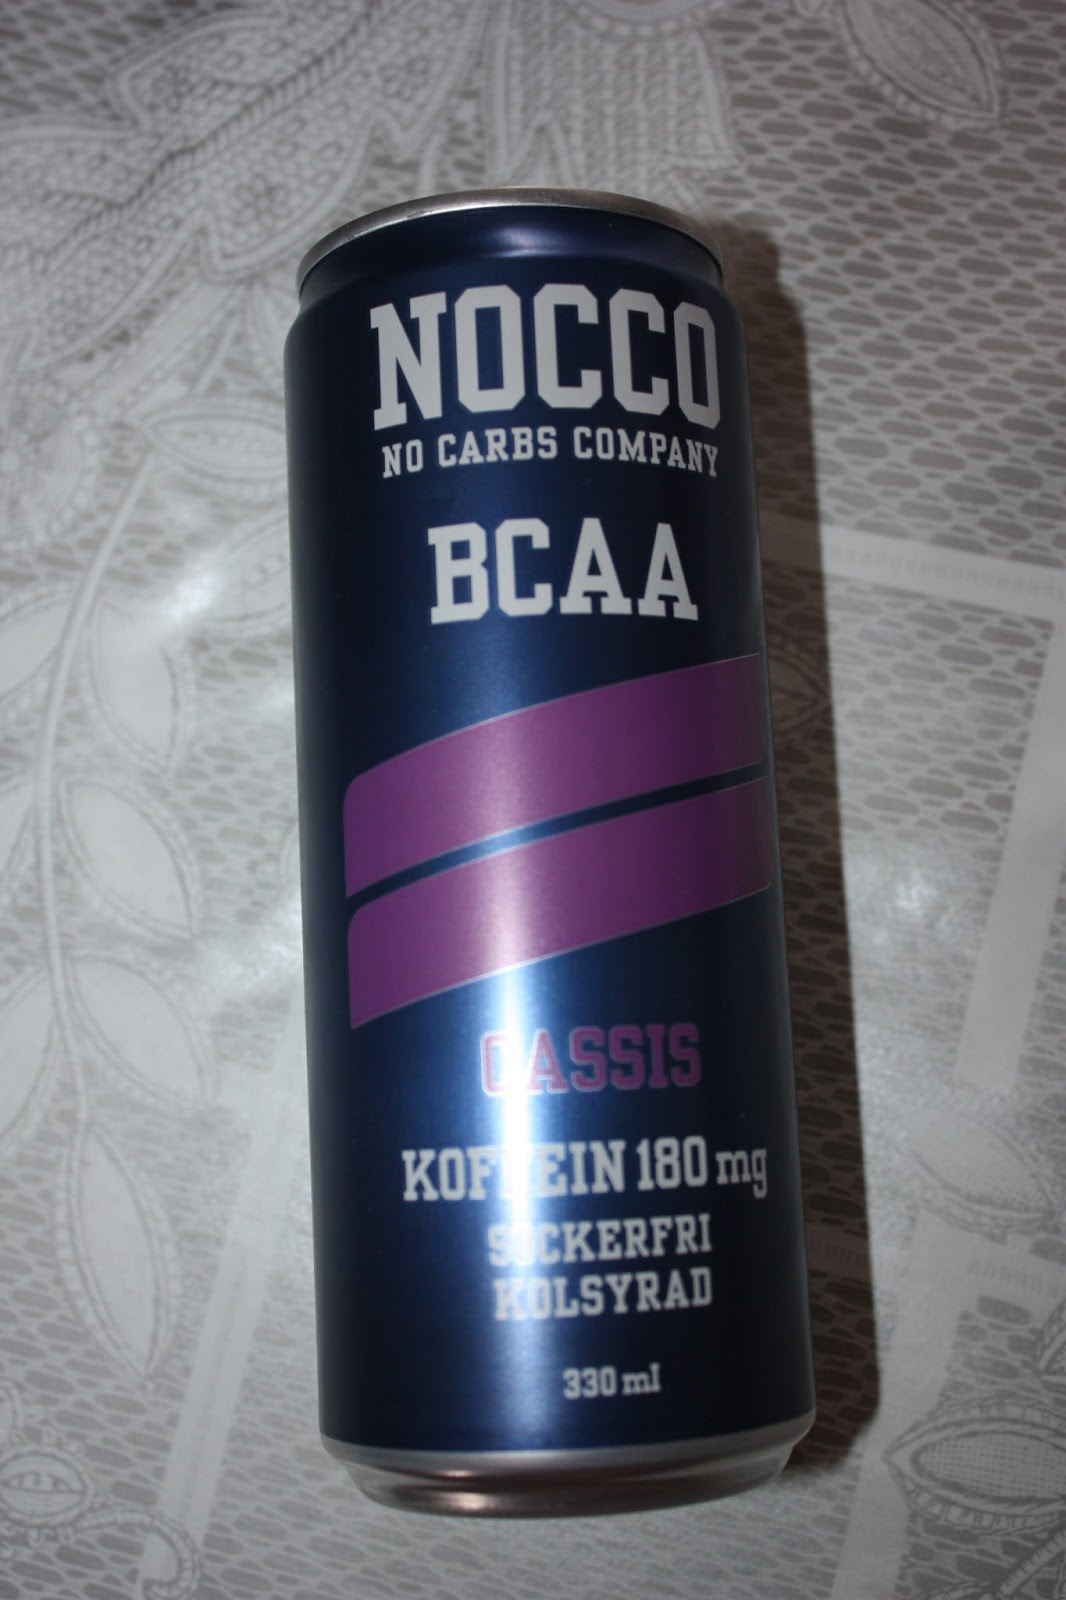 NOCCO
NO CARBS COMPANY
BCAA
CASSIS
KOFFEIN 180 mg
SOCKERFRI
KOLSYRAD
330 ml